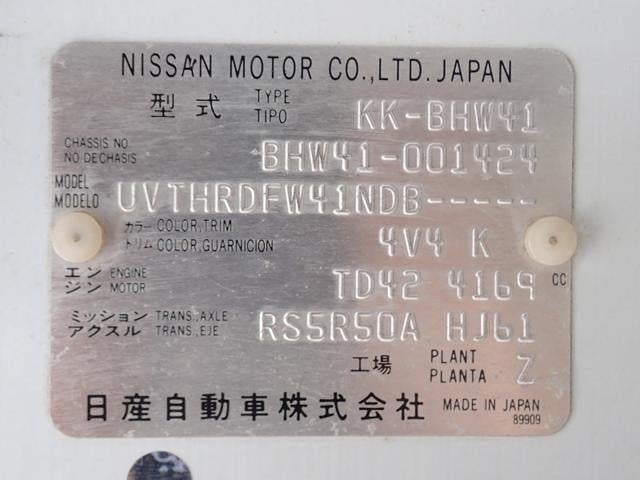 NISSAN MOTOR CO.,LTD. JAPAN
型式 TYPE TIPO KK-BHW41
CHASSIS NO. NO. DE CHASIS BHW41-001424
MODEL MODELO UVTHRDFW41NDB-----
カラー COLOR,TRIM
トリム COLOR,GUARNICION 4V4 K
エンジン ENGINE MOTOR TD42 4169 CC
ミッション TRANS.,AXLE
アクスル TRANS.,EJE RS5R50A HJ61
工場 PLANT PLANTA Z
日産自動車株式会社 MADE IN JAPAN
89909